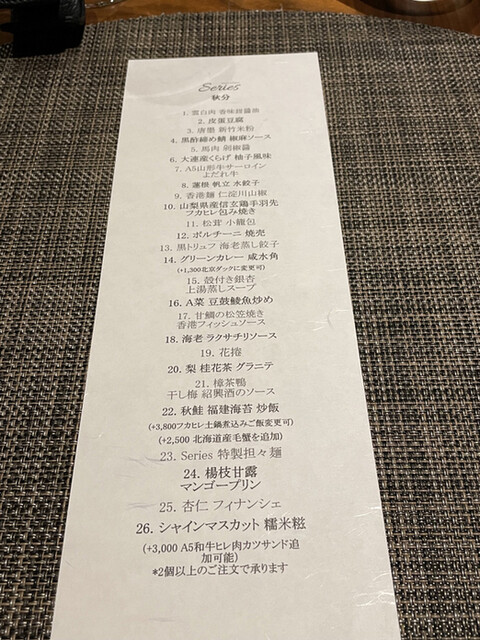 Series
秋分
1. 雲白肉 香味甜醤油
2. 皮蛋豆腐
3. 唐墨 新竹米粉
4. 黒酢締め鯖 椒麻ソース
5. 馬肉 剁椒醤
6. 大連産くらげ 柚子風味
7. A5山形牛サーロイン
よだれ牛
8. 蓮根 帆立 水餃子
9. 香港麺 仁淀川山椒
10. 山梨県産信玄鶏手羽先
フカヒレ包み焼き
11. 松茸 小籠包
12. ポルチーニ 焼売
13. 黒トリュフ 海老蒸し餃子
14. グリーンカレー 咸水角
(+1,300北京ダックに変更可)
15. 殻付き銀杏
上湯蒸しスープ
16. A菜 豆鼓鯪魚炒め
17. 甘鯛の松笠焼き
香港フィッシュソース
18. 海老 ラクサチリソース
19. 花捲
20. 梨 桂花茶 グラニテ
21. 樟茶鴨
干し梅 紹興酒のソース
22. 秋鮭 福建海苔 炒飯
(+3,800フカヒレ土鍋煮込みご飯変更可)
(+2,500 北海道産毛蟹を追加)
23. Series 特製担々麺
24. 楊枝甘露
マンゴープリン
25. 杏仁 フィナンシェ
26. シャインマスカット 糯米糍
(+3,000 A5和牛ヒレ肉カツサンド追
加可能)
*2個以上のご注文で承ります